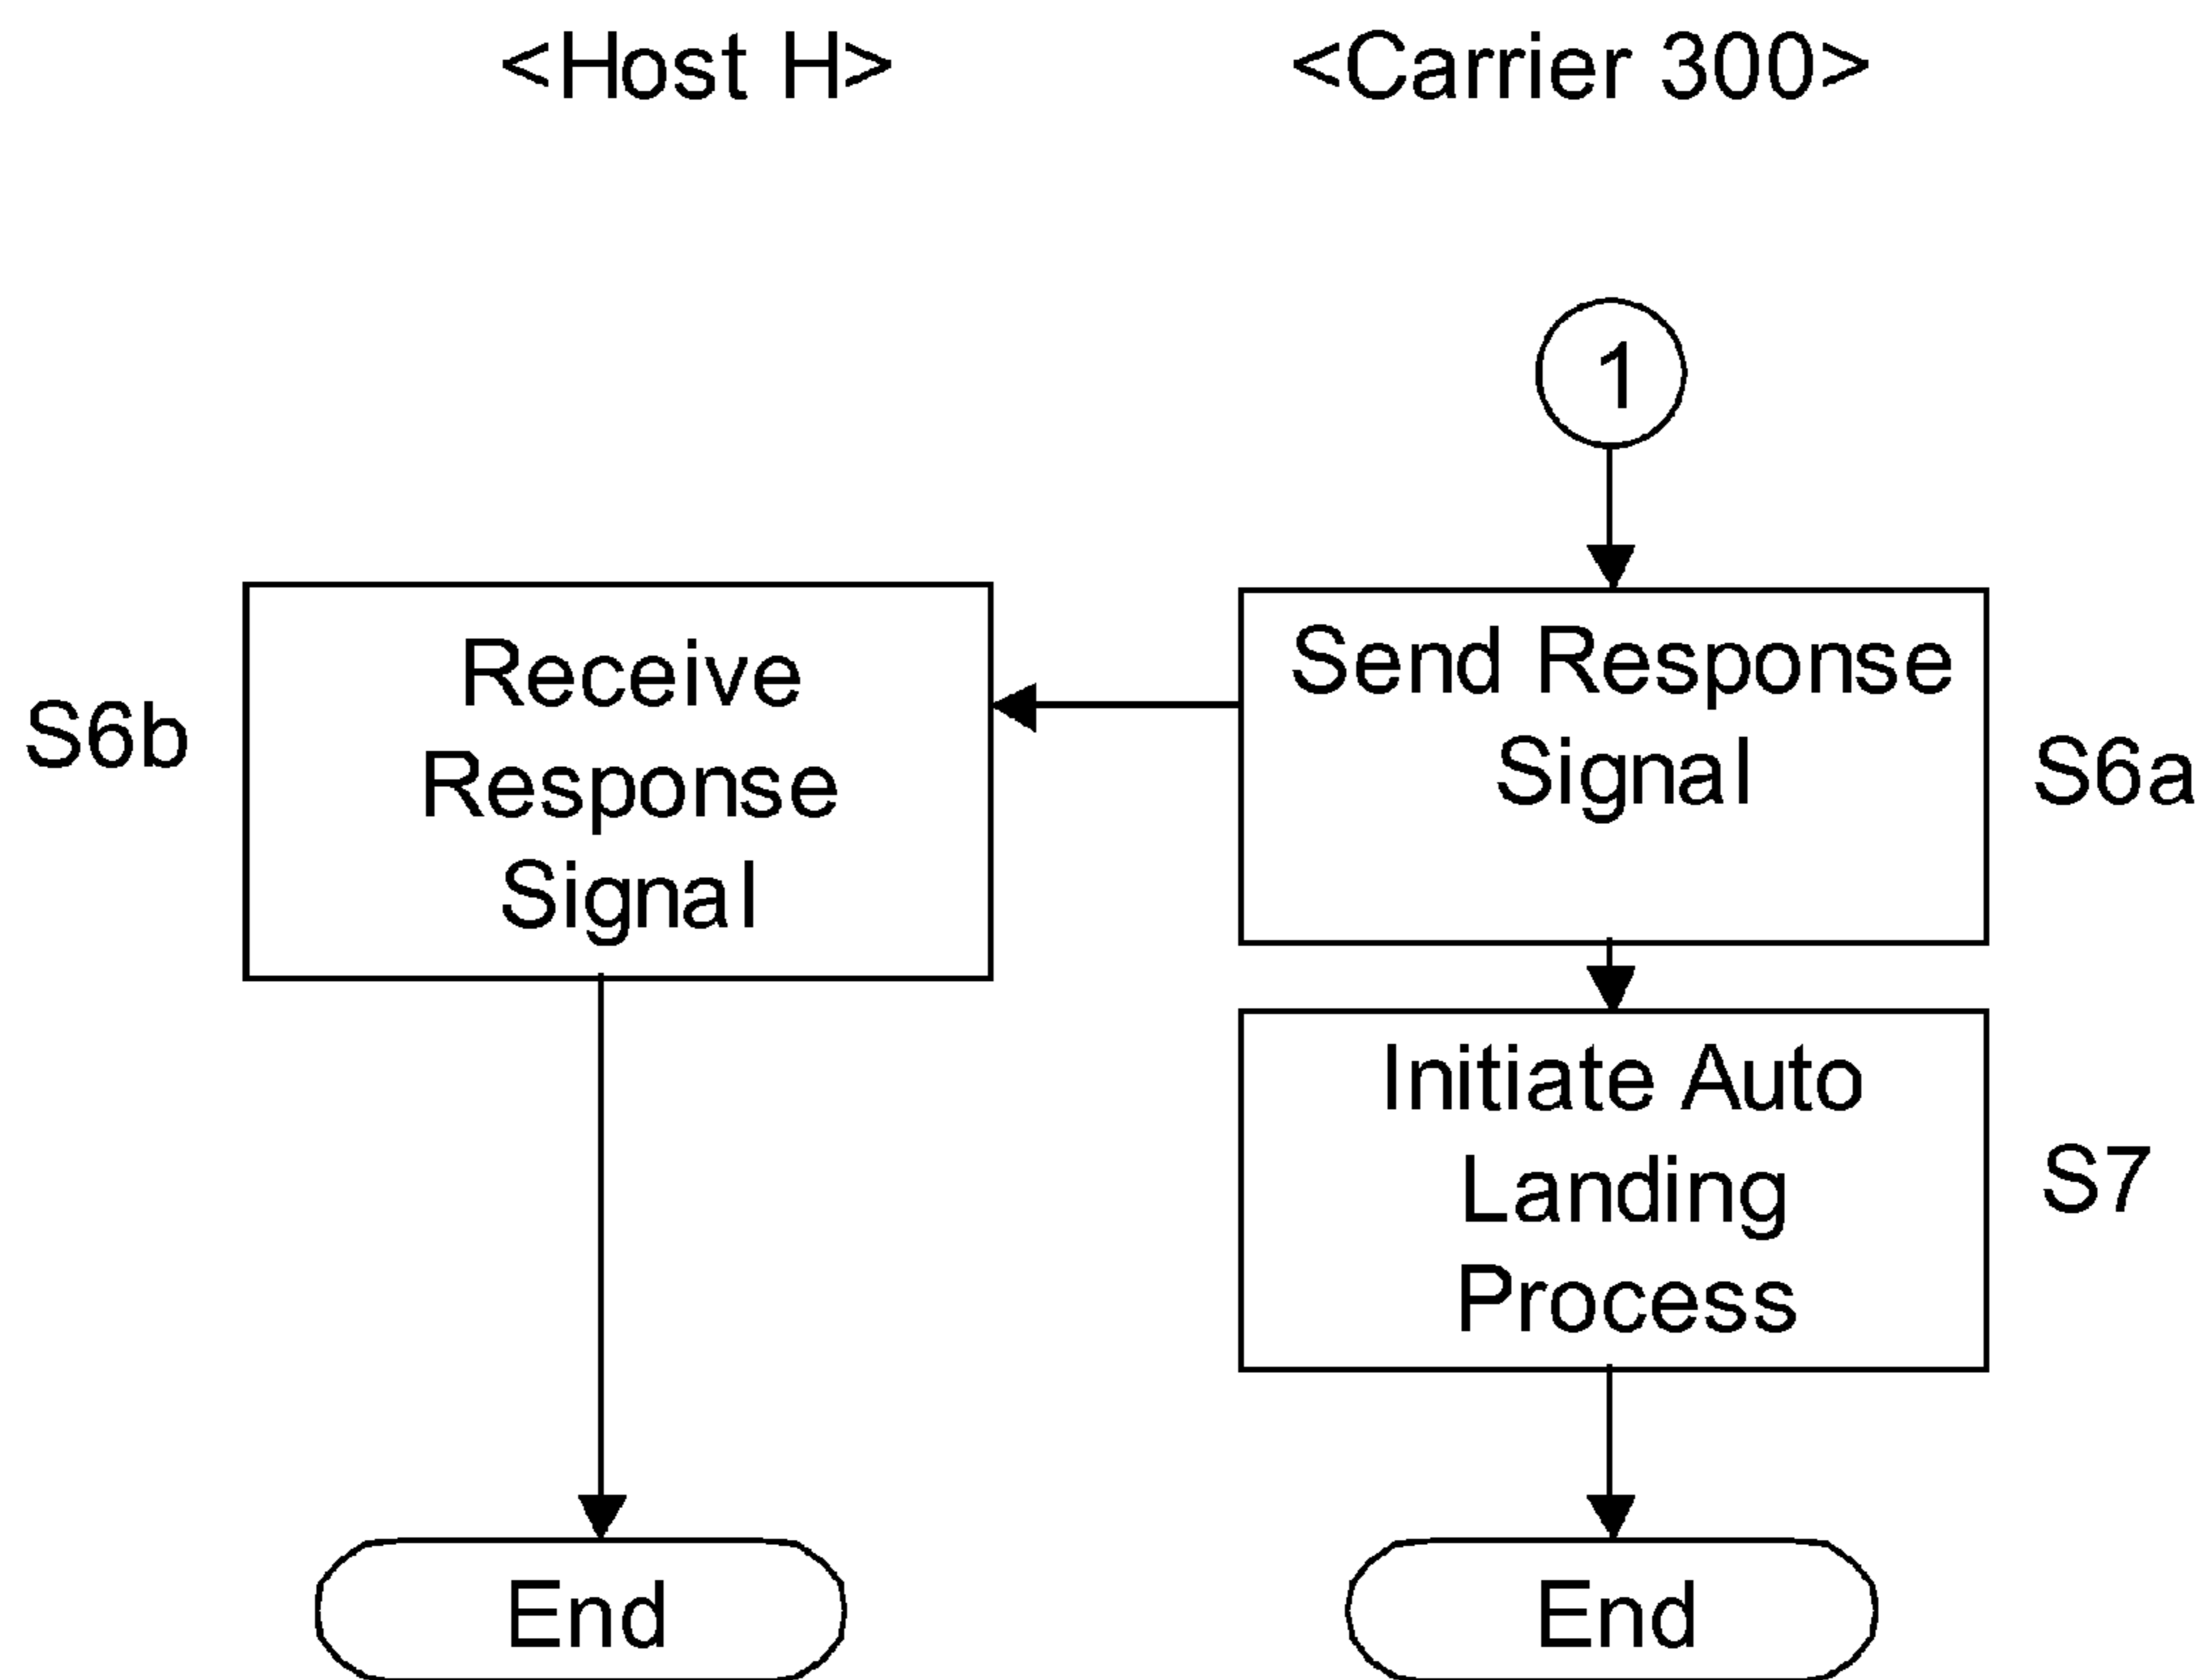 <Host H>
<Carrier 300>
1
Receive
Response
Signal
S6b
Send Response
Signal
S6a
Initiate Auto
Landing
Process
S7
End
End